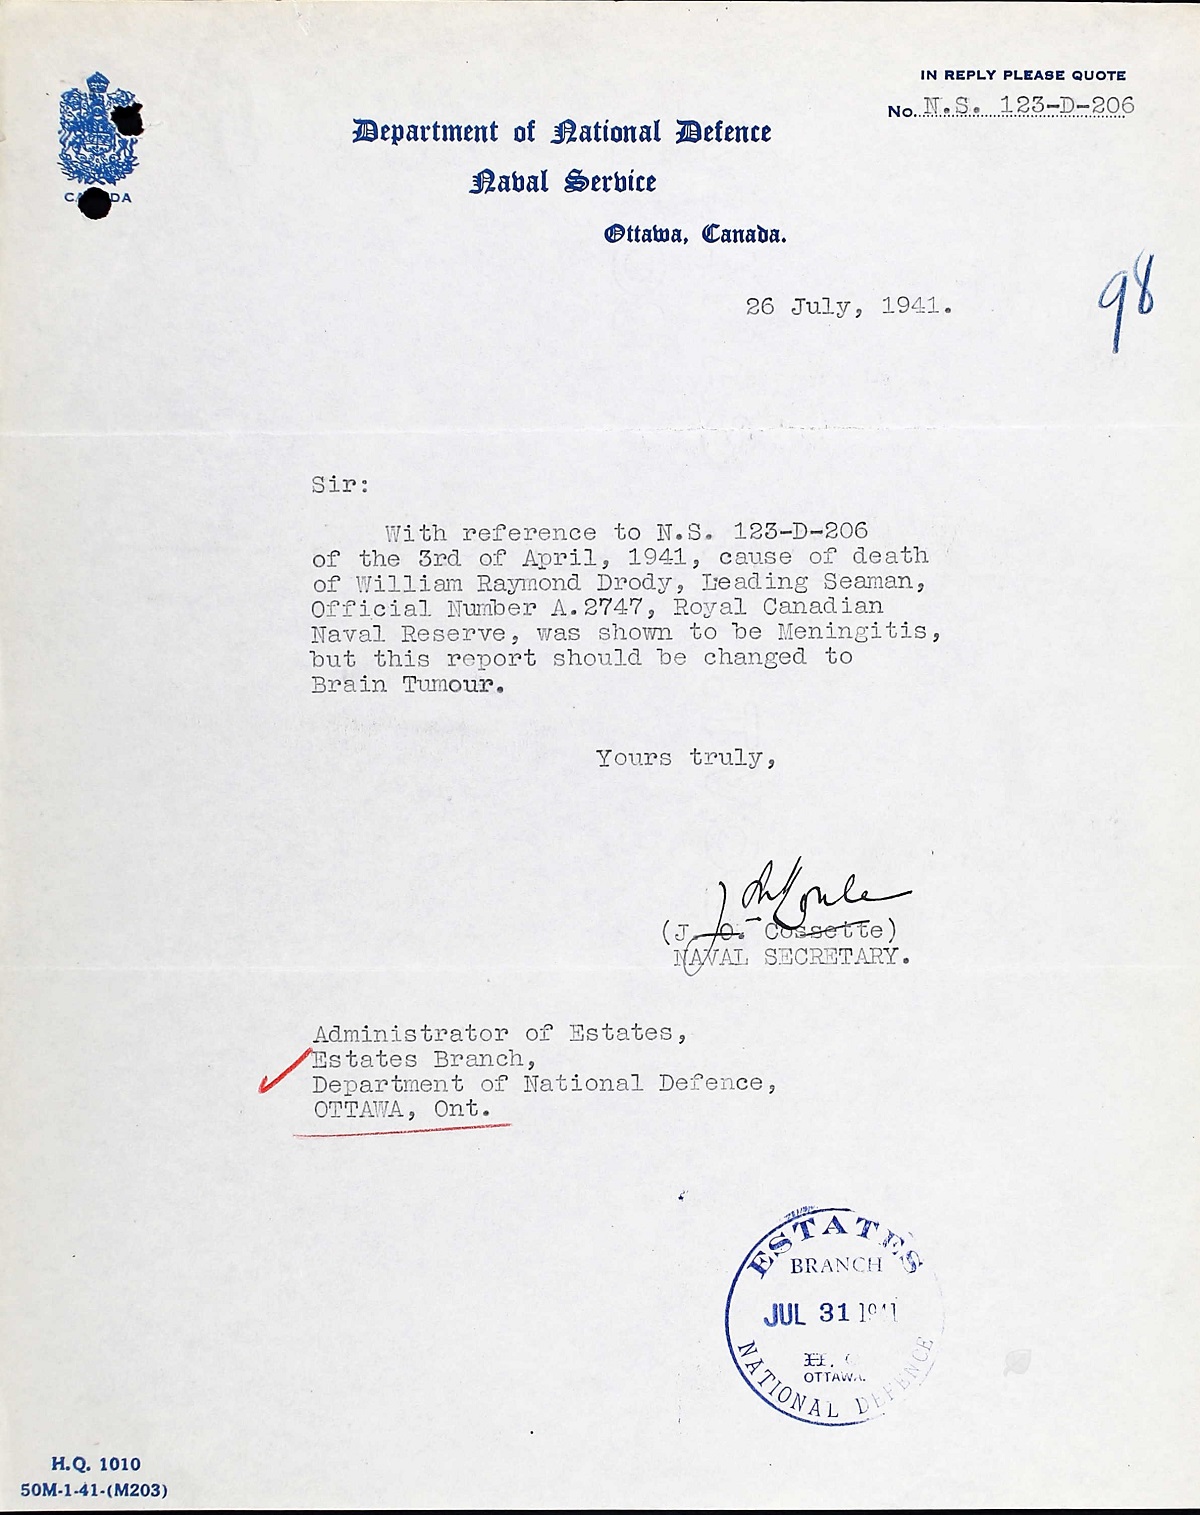 IN REPLY PLEASE QUOTE
No. N.S. 123-D-206
Department of National Defence
Naval Service
Ottawa, Canada.
26 July, 1941.
98
Sir:
With reference to N.S. 123-D-206
of the 3rd of April, 1941, cause of death
of William Raymond Drody, Leading Seaman,
Official Number A.2747, Royal Canadian
Naval Reserve, was shown to be Meningitis,
but this report should be changed to
Brain Tumour.
Yours truly,
(J. O. Cossette)
NAVAL SECRETARY.
Administrator of Estates,
Estates Branch,
Department of National Defence,
OTTAWA, Ont.
ESTATES
BRANCH
JUL 31 1941
H.
OTTAWA.
NATIONAL DEFENCE
H.Q. 1010
50M-1-41-(M203)